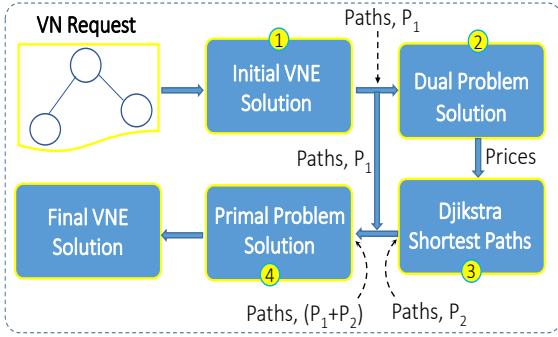 VN Request
Paths, P1
1
Initial VNE
Solution
2
Dual Problem
Solution
Paths, P1
Prices
Final VNE
Solution
Primal Problem
Solution
4
Djikstra
Shortest Paths
3
Paths, (P1+P2)
Paths, P2